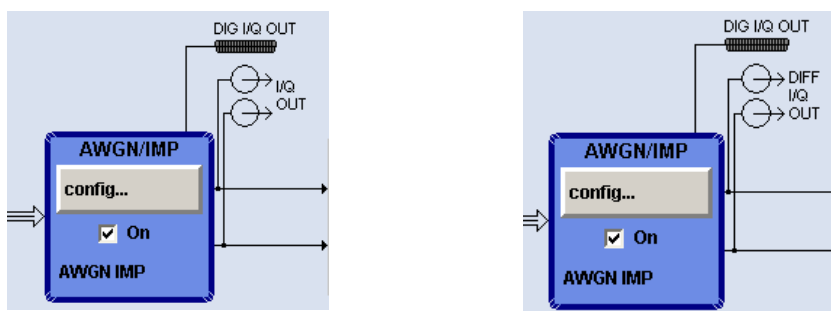 DIG I/Q OUT
I/Q
OUT
AWGN/IMP
config...
On
AWGN IMP
DIG I/Q OUT
DIFF
I/Q
OUT
AWGN/IMP
config...
On
AWGN IMP